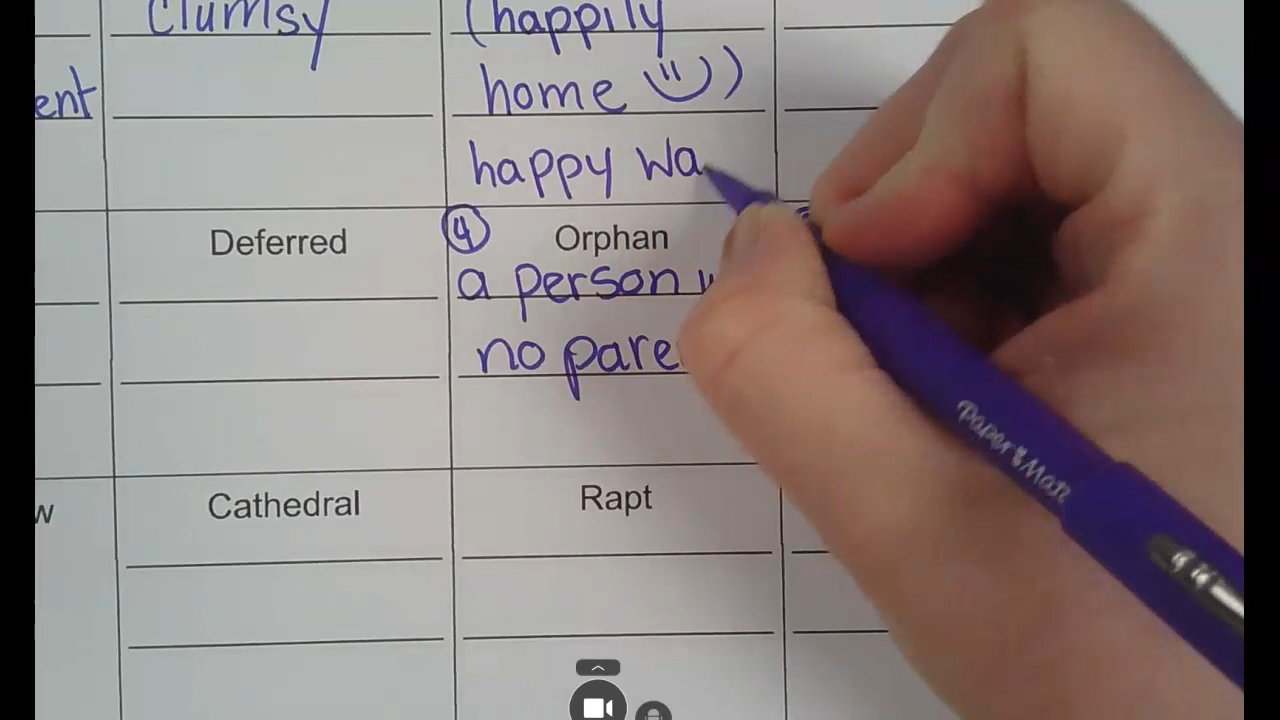 Clumsy
(happily
ent
home
happy wa
Deferred
④
Orphan
a person
no pare
w
Cathedral
Rapt
Paper Mate